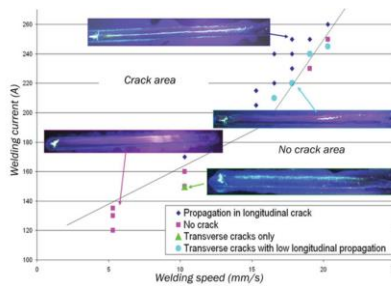 260
240
220
200
180
160
140
120
100
Welding current (A)
Crack area
No crack area
Propagation in longitudinal crack
No crack
Transverse cracks only
Transverse cracks with low longitudinal propagation
0
5
10
15
20
Welding speed (mm/s)